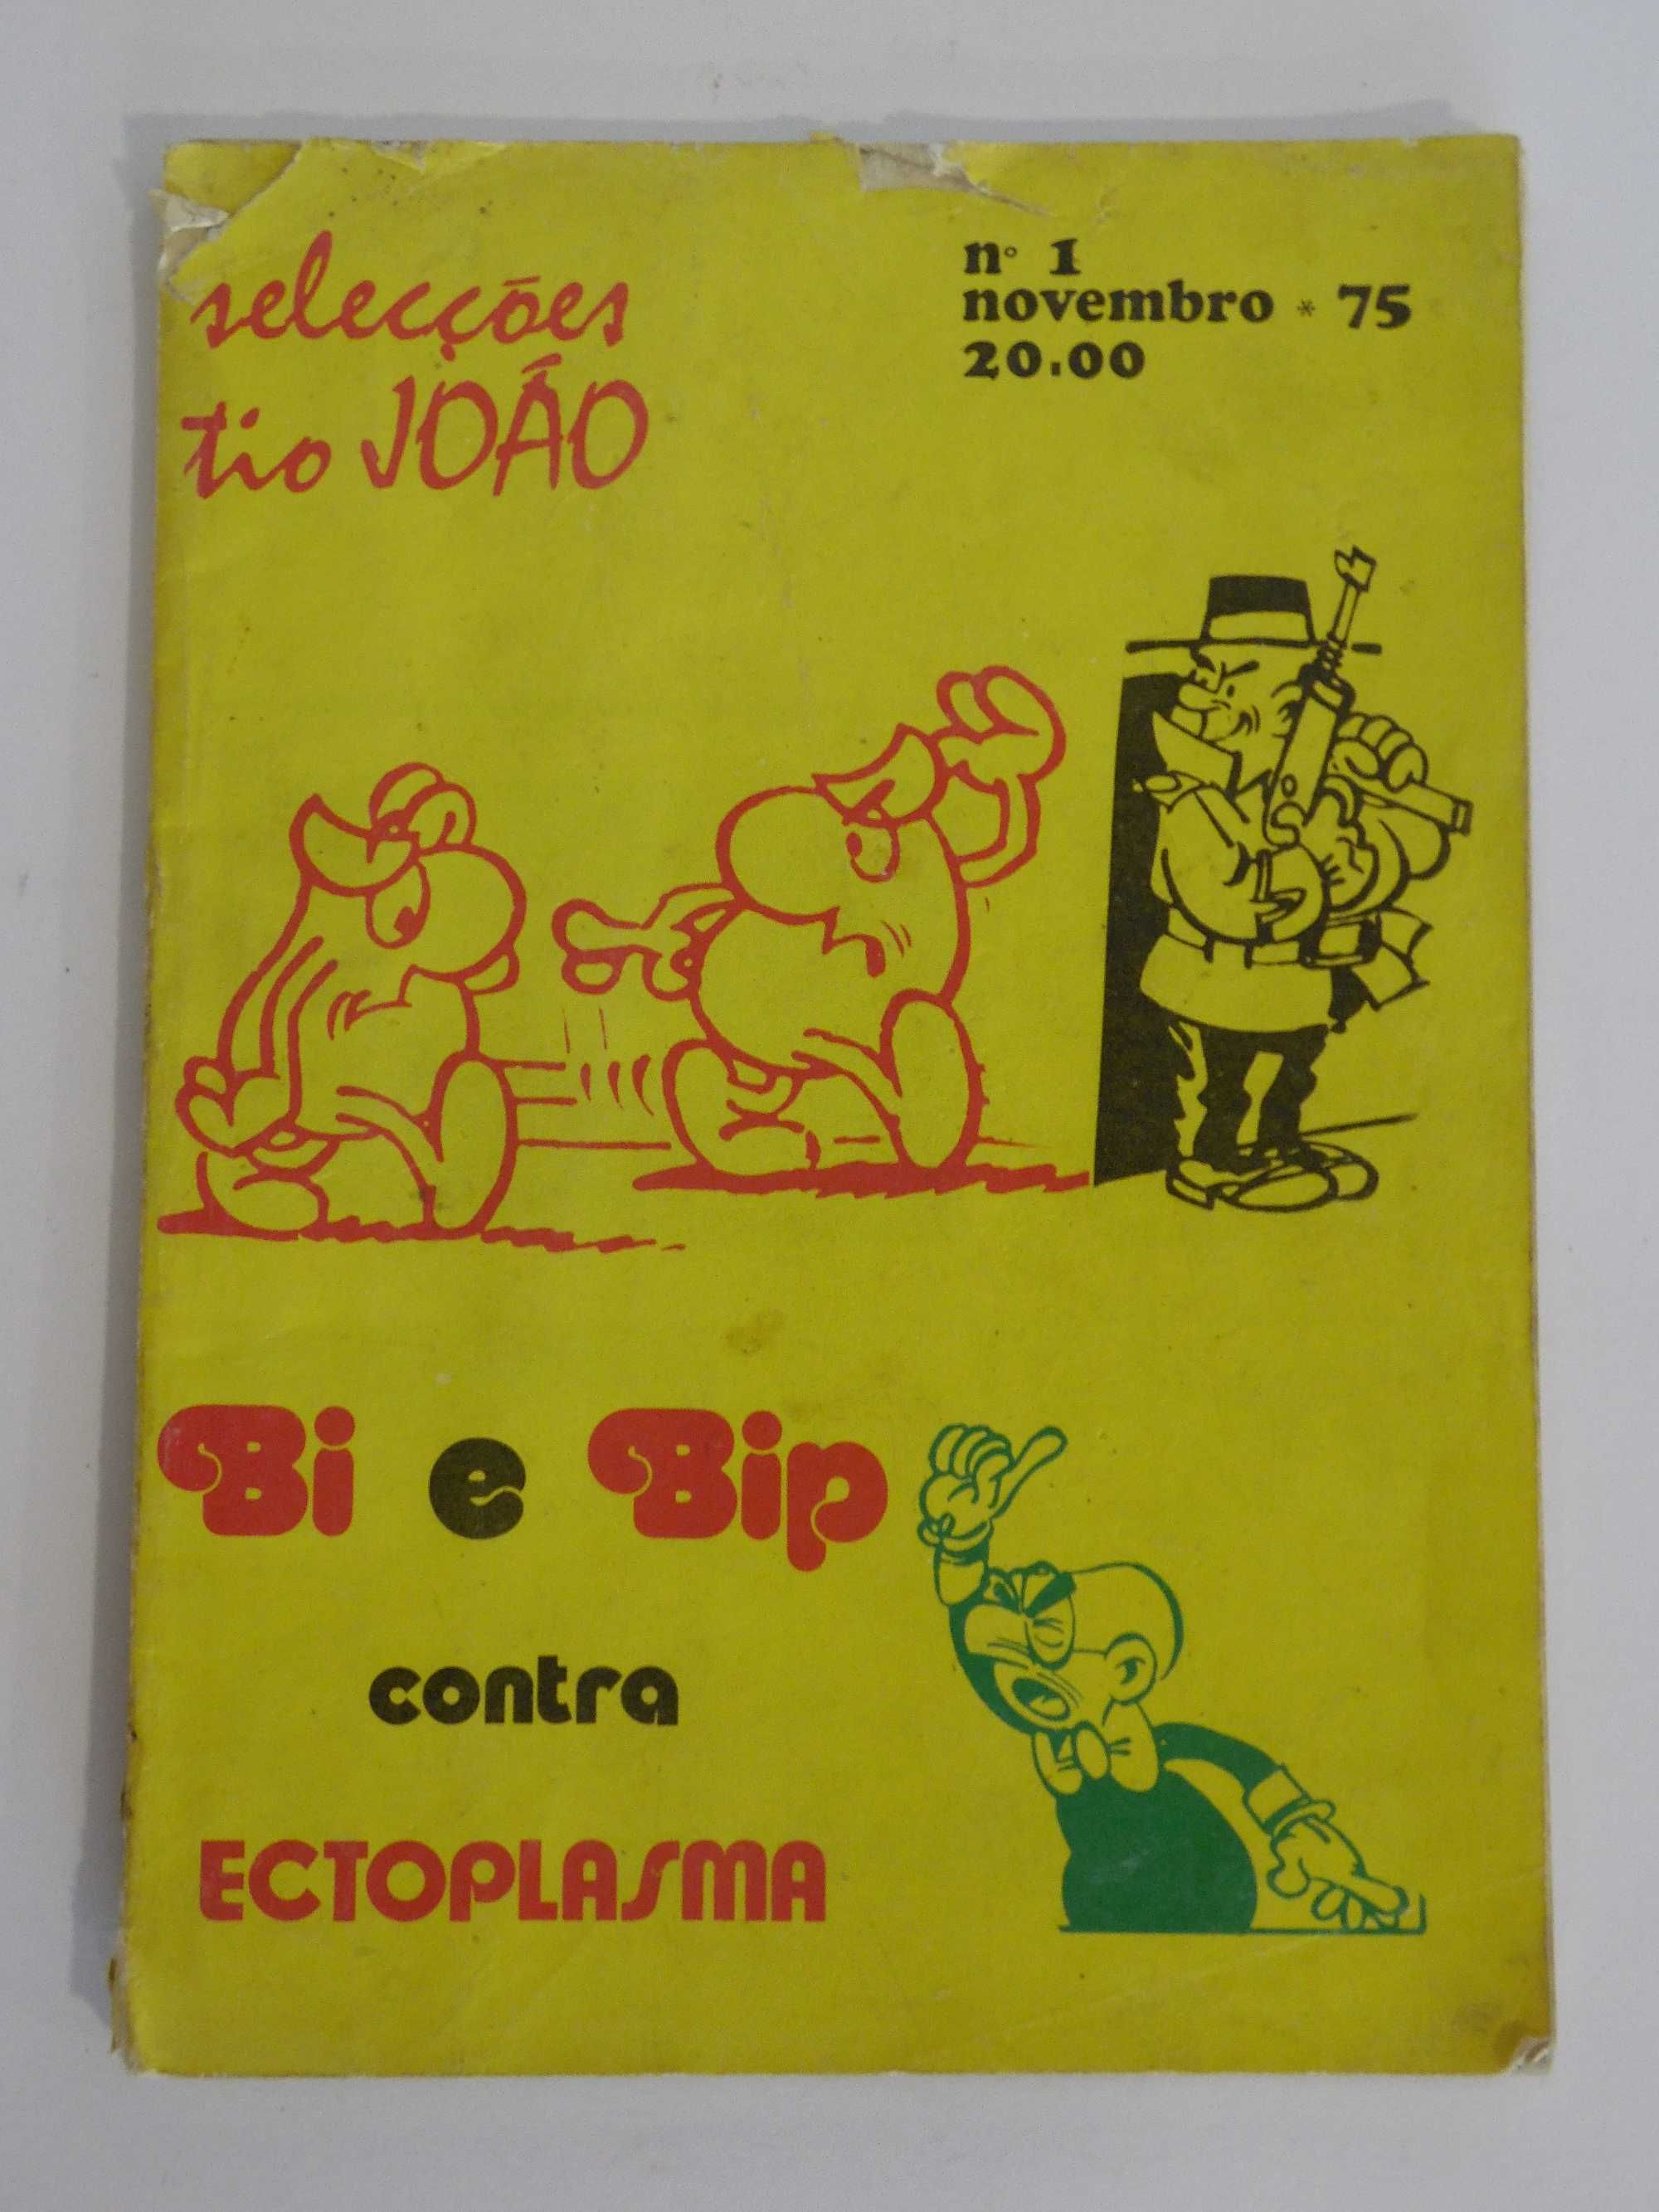 selecções
tio JOÃO
nº 1
novembro * 75
20.00
Bi e Bip
contra
ECTOPLASMA